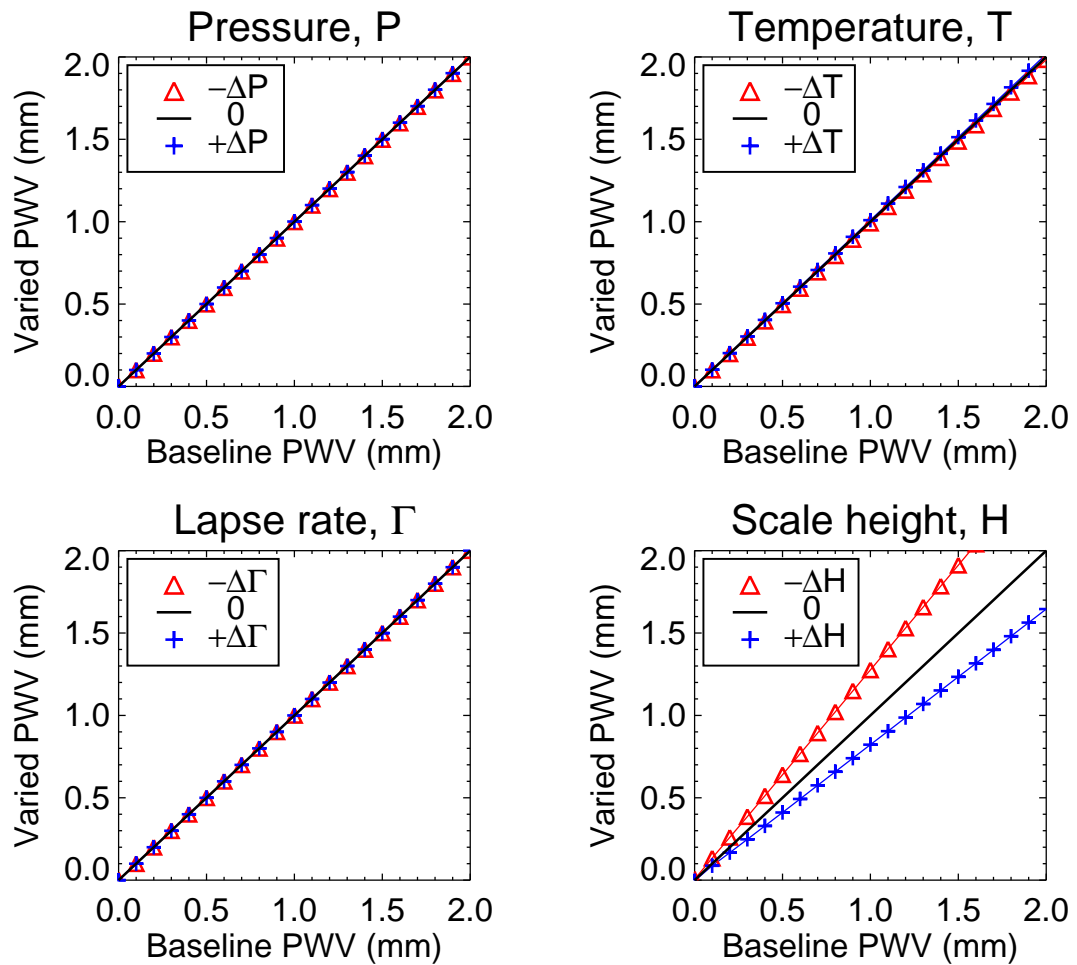 Pressure, P
Varied PWV (mm)
2.0
1.5
1.0
0.5
0.0
−ΔP
0
+ΔP
0.0 0.5 1.0 1.5 2.0
Baseline PWV (mm)
Temperature, T
Varied PWV (mm)
2.0
1.5
1.0
0.5
0.0
−ΔT
0
+ΔT
0.0 0.5 1.0 1.5 2.0
Baseline PWV (mm)
Lapse rate, Γ
Varied PWV (mm)
2.0
1.5
1.0
0.5
0.0
−ΔΓ
0
+ΔΓ
0.0 0.5 1.0 1.5 2.0
Baseline PWV (mm)
Scale height, H
Varied PWV (mm)
2.0
1.5
1.0
0.5
0.0
−ΔH
0
+ΔH
0.0 0.5 1.0 1.5 2.0
Baseline PWV (mm)